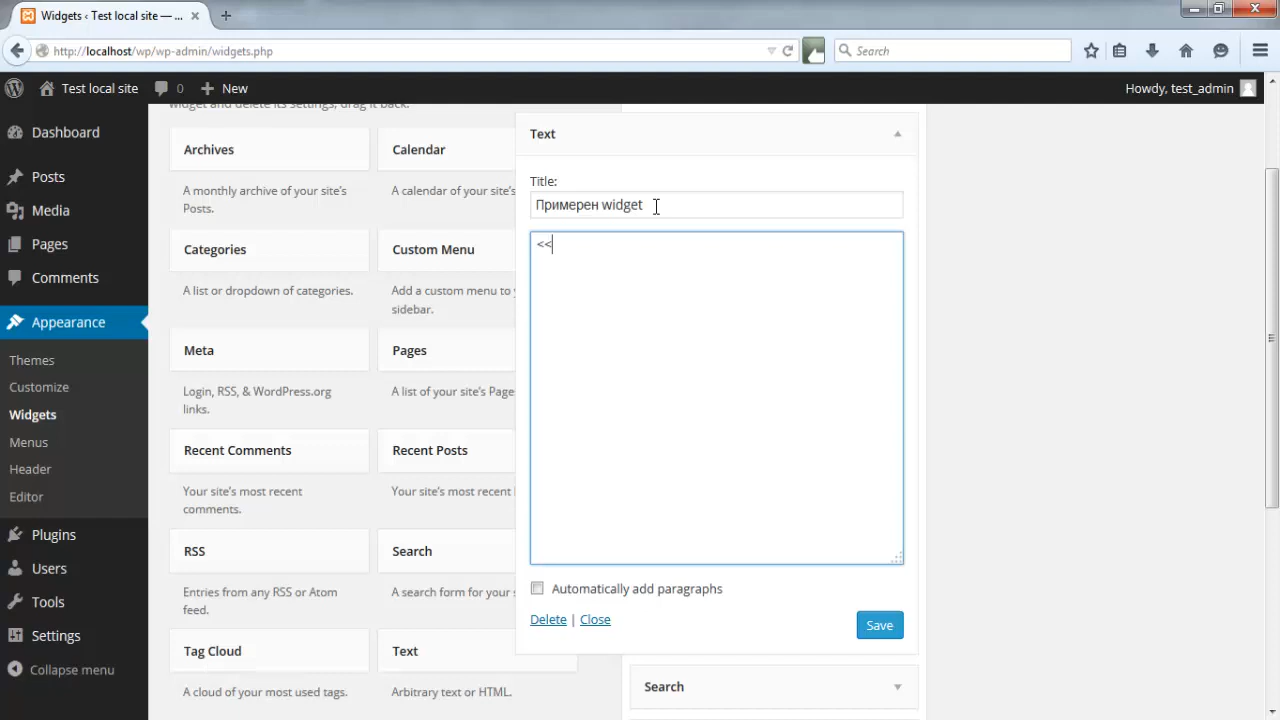 Widgets ‹ Test local site — ...
http://localhost/wp/wp-admin/widgets.php
Search
Test local site
0
New
Howdy, test_admin
widget and delete its settings, drag it back.
Dashboard
Posts
Media
Pages
Comments
Appearance
Themes
Customize
Widgets
Menus
Header
Editor
Plugins
Users
Tools
Settings
Collapse menu
Archives
A monthly archive of your site's
Posts.
Calendar
A calendar of your site's
Categories
A list or dropdown of categories.
Custom Menu
Add a custom menu to
sidebar.
Meta
Login, RSS, & WordPress.org
links.
Pages
A list of your site's Pages
Recent Comments
Your site's most recent
comments.
Recent Posts
Your site's most recent
RSS
Entries from any RSS or Atom
feed.
Search
A search form for your
Tag Cloud
A cloud of your most used tags.
Text
Arbitrary text or HTML.
Text
Title:
Примерен widget
<<
Automatically add paragraphs
Delete | Close
Save
Search